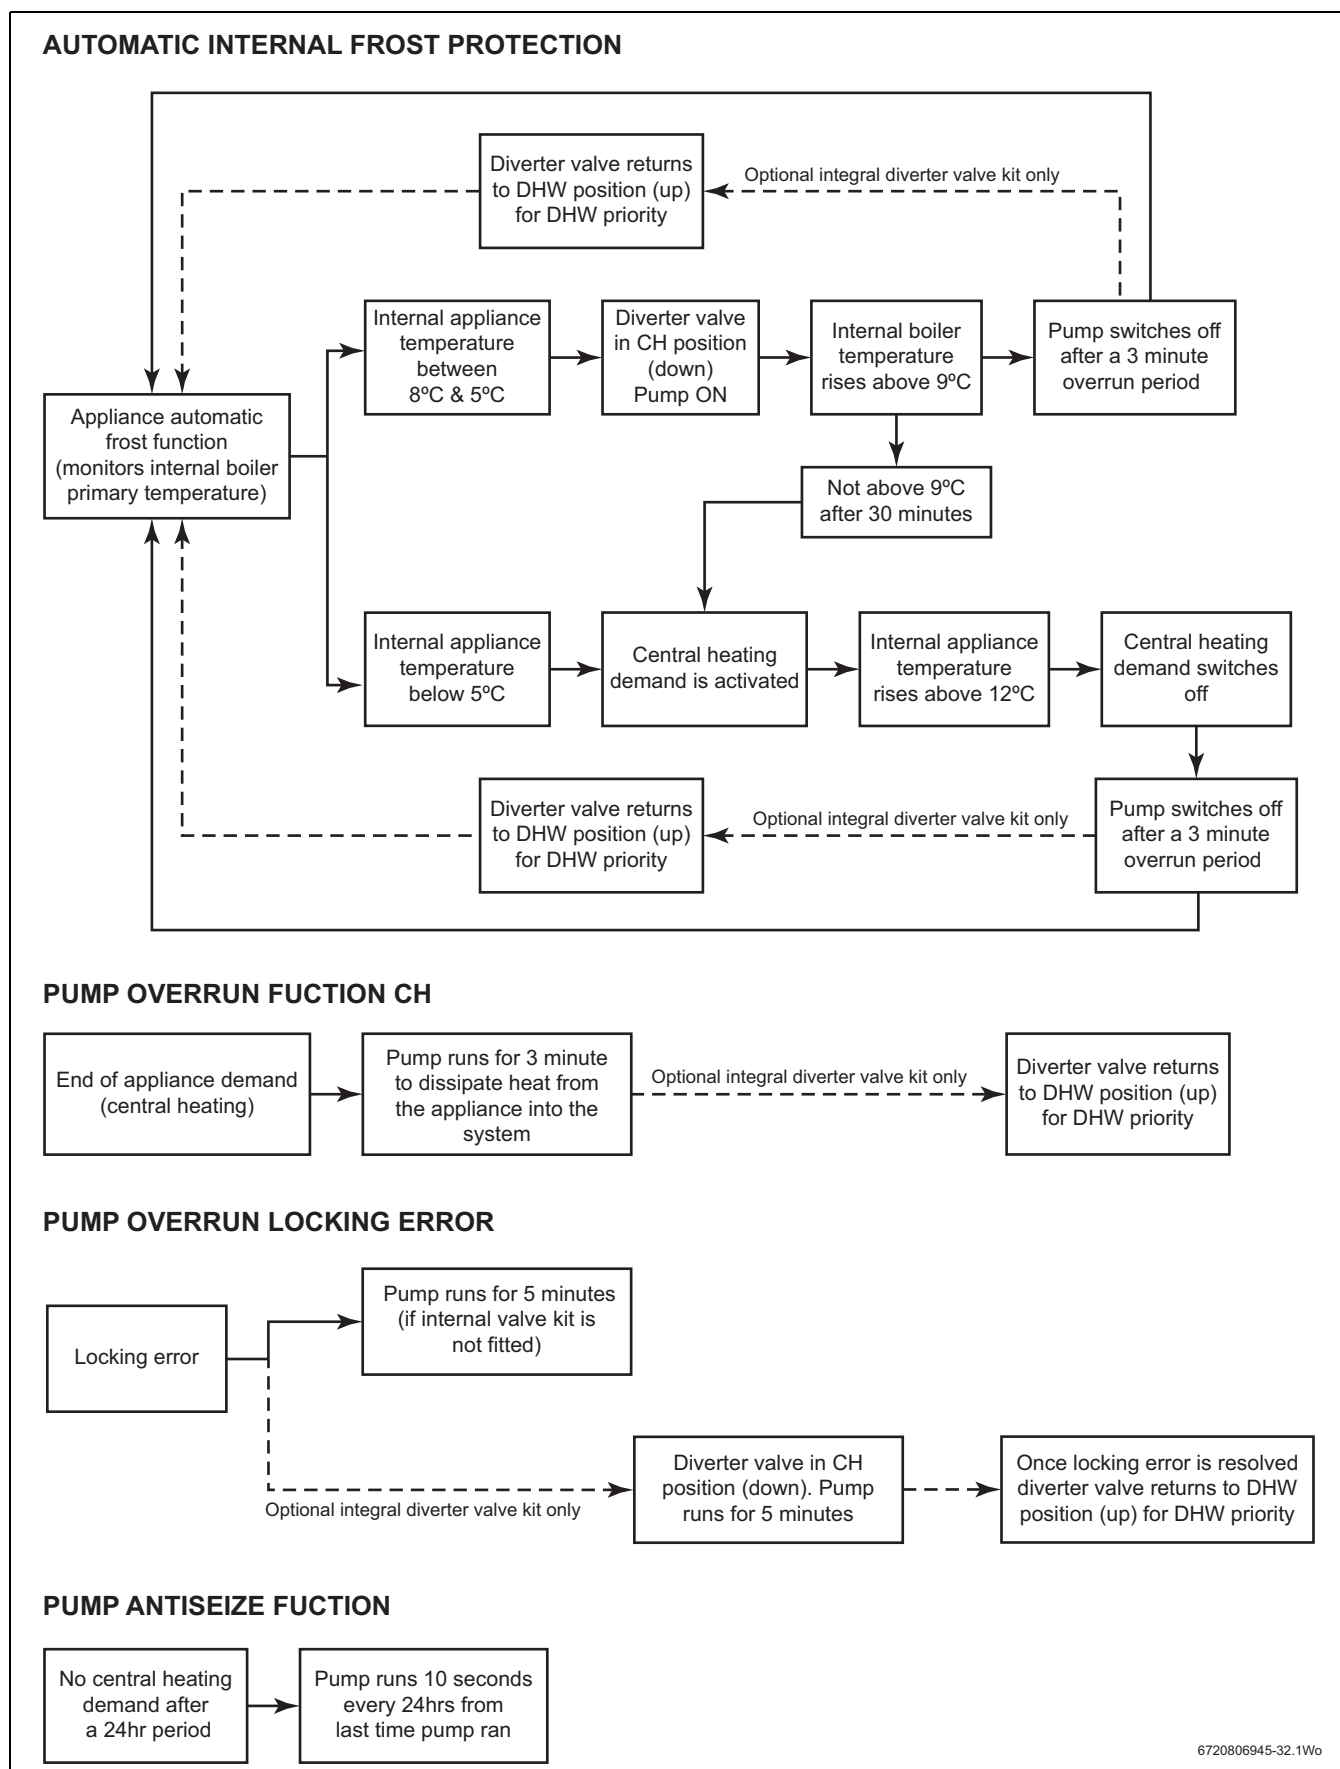 AUTOMATIC INTERNAL FROST PROTECTION
Diverter valve returns
to DHW position (up)
for DHW priority
Optional integral diverter valve kit only
Internal appliance
temperature
between
8ºC & 5ºC
Diverter valve
in CH position
(down)
Pump ON
Internal boiler
temperature
rises above 9ºC
Pump switches off
after a 3 minute
overrun period
Appliance automatic
frost function
(monitors internal boiler
primary temperature)
Not above 9ºC
after 30 minutes
Internal appliance
temperature
below 5ºC
Central heating
demand is activated
Internal appliance
temperature
rises above 12ºC
Central heating
demand switches
off
Diverter valve returns
to DHW position (up)
for DHW priority
Optional integral diverter valve kit only
Pump switches off
after a 3 minute
overrun period
PUMP OVERRUN FUCTION CH
End of appliance demand
(central heating)
Pump runs for 3 minute
to dissipate heat from
the appliance into the
system
Optional integral diverter valve kit only
Diverter valve returns
to DHW position (up)
for DHW priority
PUMP OVERRUN LOCKING ERROR
Locking error
Pump runs for 5 minutes
(if internal valve kit is
not fitted)
Optional integral diverter valve kit only
Diverter valve in CH
position (down). Pump
runs for 5 minutes
Once locking error is resolved
diverter valve returns to DHW
position (up) for DHW priority
PUMP ANTISEIZE FUCTION
No central heating
demand after
a 24hr period
Pump runs 10 seconds
every 24hrs from
last time pump ran
6720806945-32.1Wo